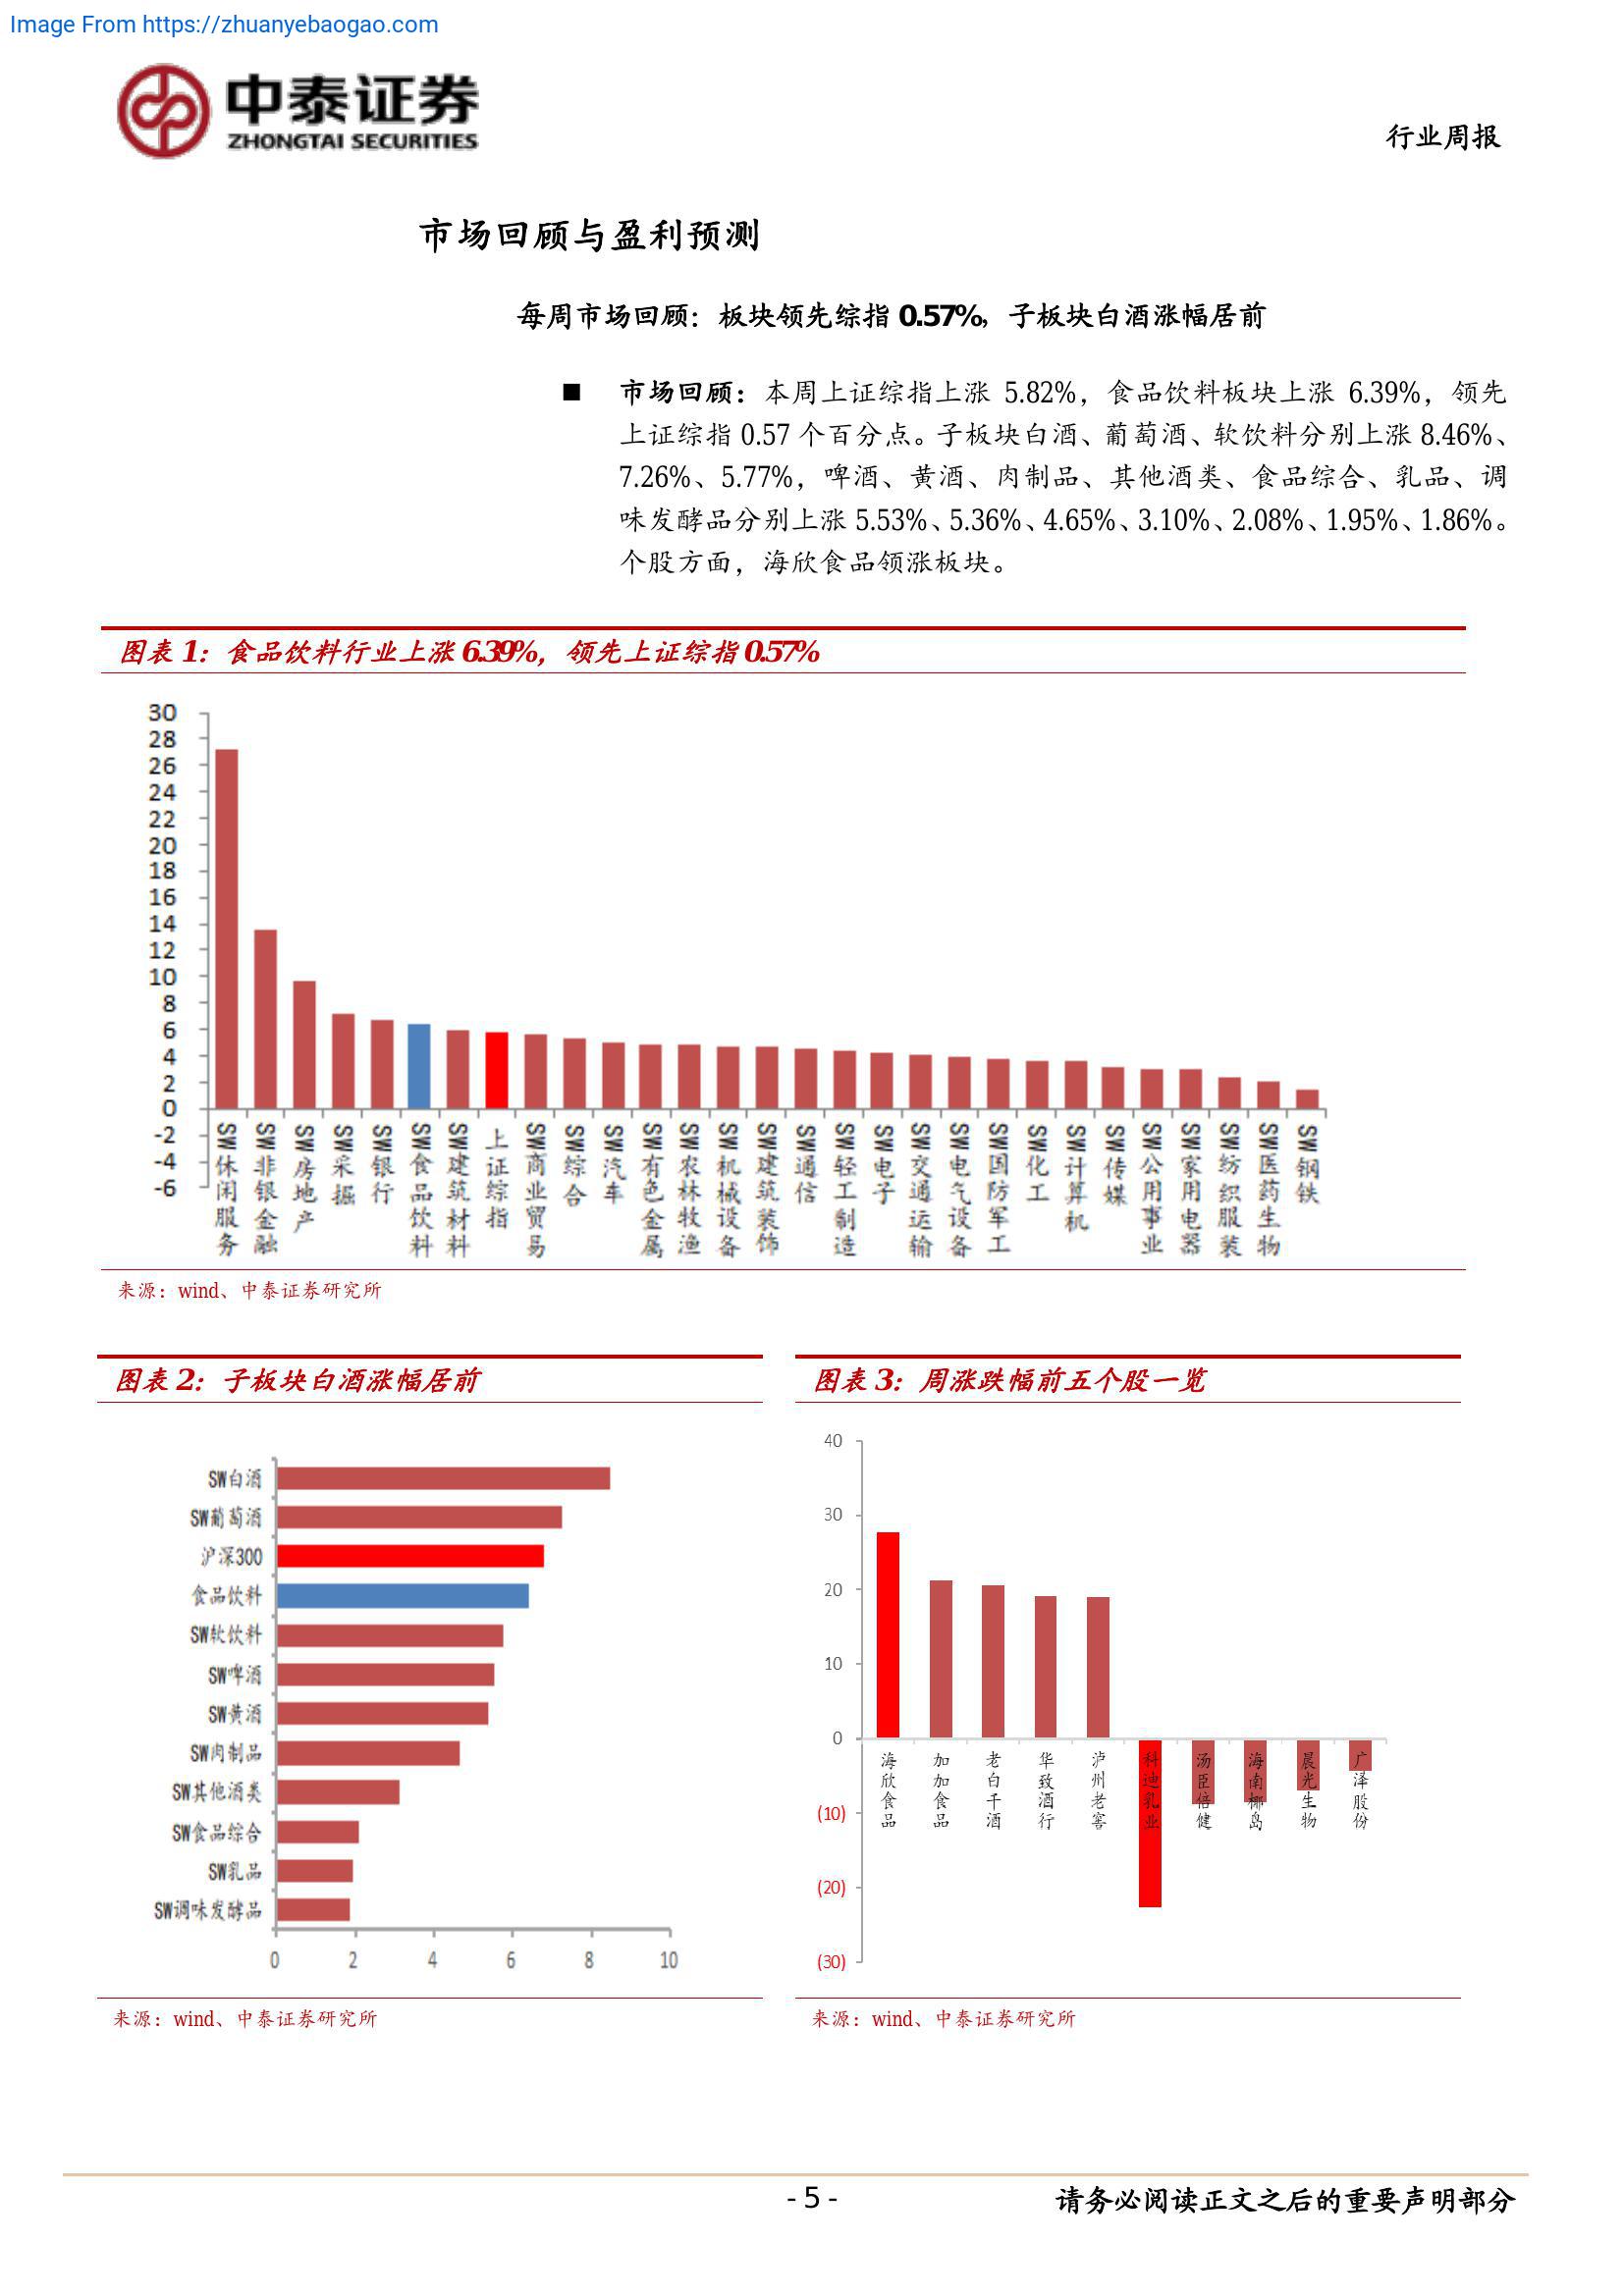 Image From https://zhuanyebaogao.com
中泰证券
ZHONGTAI SECURITIES
行业周报
市场回顾与盈利预测
每周市场回顾：板块领先综指 0.57%，子板块白酒涨幅居前
■ 市场回顾：本周上证综指上涨 5.82%，食品饮料板块上涨 6.39%，领先
上证综指 0.57 个百分点。子板块白酒、葡萄酒、软饮料分别上涨 8.46%、
7.26%、5.77%，啤酒、黄酒、肉制品、其他酒类、食品综合、乳品、调
味发酵品分别上涨 5.53%、5.36%、4.65%、3.10%、2.08%、1.95%、1.86%。
个股方面，海欣食品领涨板块。
图表 1：食品饮料行业上涨 6.39%，领先上证综指 0.57%
30
28
26
24
22
20
18
16
14
12
10
8
6
4
2
0
-2
-4
-6
SW休闲服务
SW非银金融
SW房地产
SW采掘
SW银行
SW食品饮料
SW建筑材料
上证综指
SW商业贸易
SW综合
SW汽车
SW有色金属
SW农林牧渔
SW机械设备
SW建筑装饰
SW通信
SW轻工制造
SW电子
SW交通运输
SW电气设备
SW国防军工
SW化工
SW计算机
SW传媒
SW公用事业
SW家用电器
SW纺织服装
SW医药生物
SW钢铁
来源：wind、中泰证券研究所
图表 2：子板块白酒涨幅居前
SW白酒
SW葡萄酒
沪深300
食品饮料
SW软饮料
SW啤酒
SW黄酒
SW肉制品
SW其他酒类
SW食品综合
SW乳品
SW调味发酵品
0 2 4 6 8 10
来源：wind、中泰证券研究所
图表 3：周涨跌幅前五个股一览
40
30
20
10
0
(10)
(20)
(30)
海欣食品
加加食品
老白干酒
华致酒行
泸州老窖
科迪乳业
汤臣倍健
海南椰岛
晨光生物
广泽股份
来源：wind、中泰证券研究所
- 5 -
请务必阅读正文之后的重要声明部分